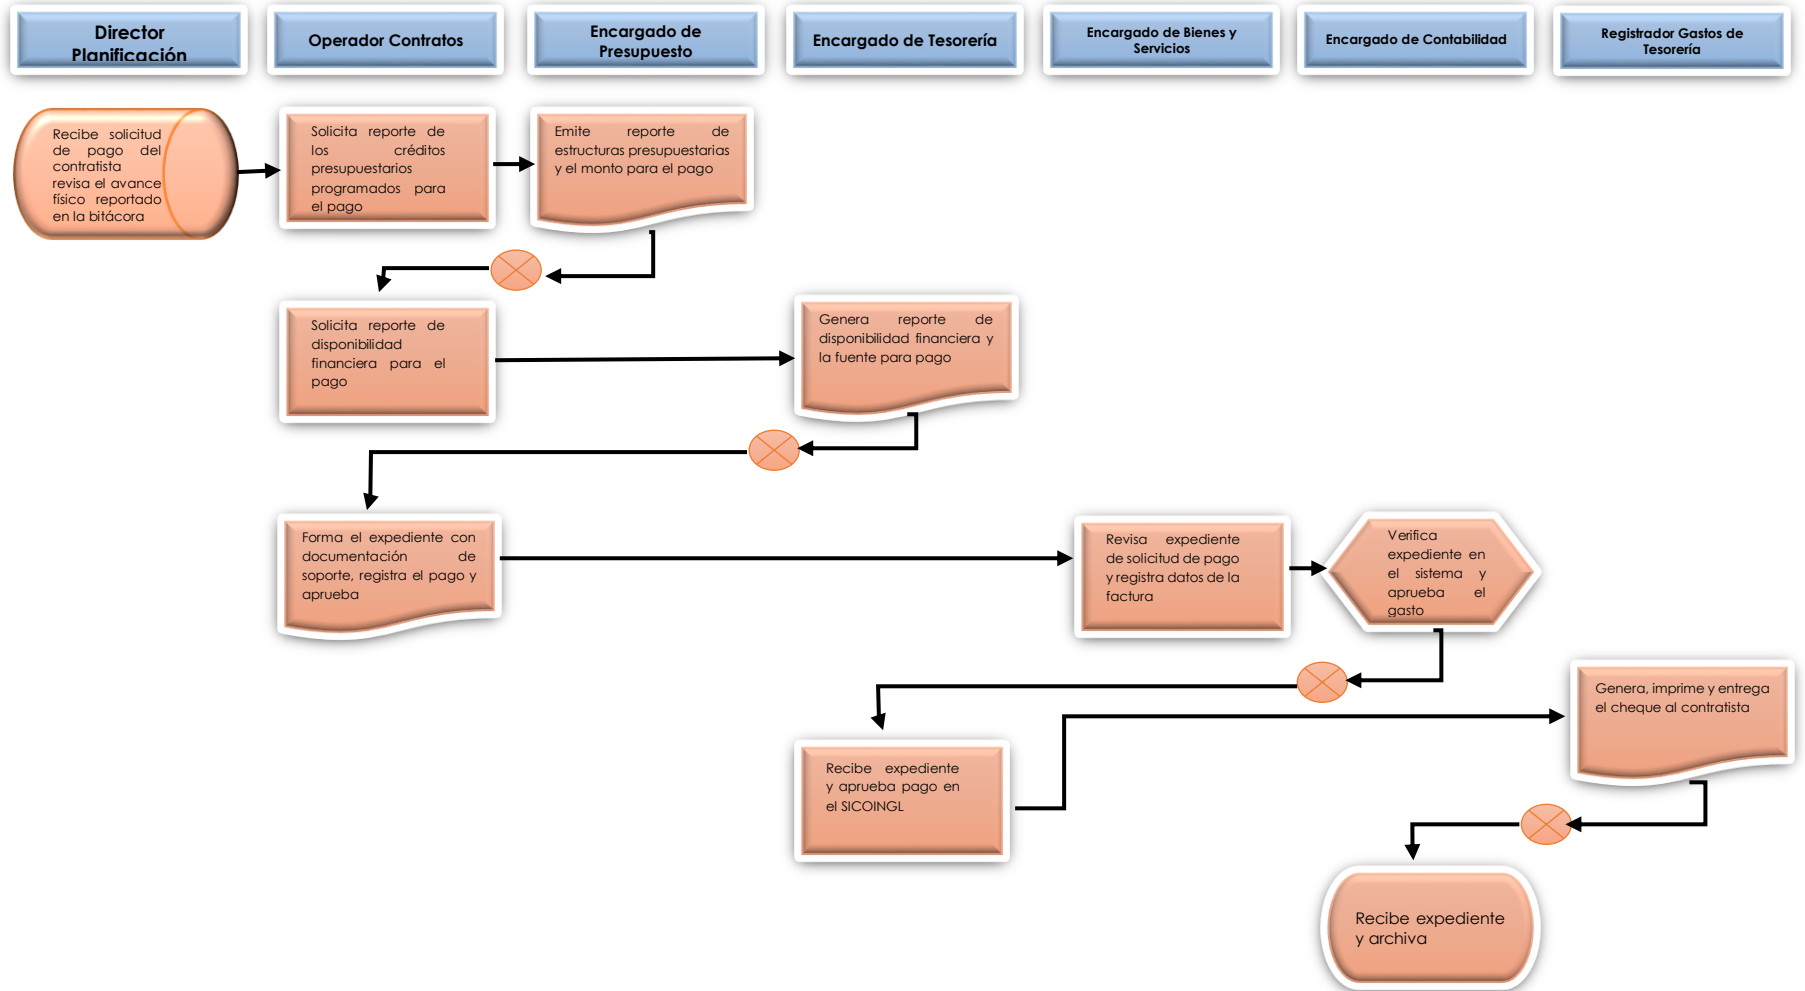 Director
Planificación
Operador Contratos
Encargado de
Presupuesto
Encargado de Tesorería
Encargado de Bienes y
Servicios
Encargado de Contabilidad
Registrador Gastos de
Tesorería
Recibe solicitud
de pago del
contratista
revisa el avance
físico reportado
en la bitácora
Solicita reporte de
los créditos
presupuestarios
programados para
el pago
Emite reporte de
estructuras presupuestarias
y el monto para el pago
Solicita reporte de
disponibilidad
financiera para el
pago
Genera reporte de
disponibilidad financiera y
la fuente para pago
Forma el expediente con
documentación de
soporte, registra el pago y
aprueba
Revisa expediente
de solicitud de pago
y registra datos de la
factura
Verifica
expediente en
el sistema y
aprueba el
gasto
Genera, imprime y entrega
el cheque al contratista
Recibe expediente
y aprueba pago en
el SICOINGL
Recibe expediente
y archiva